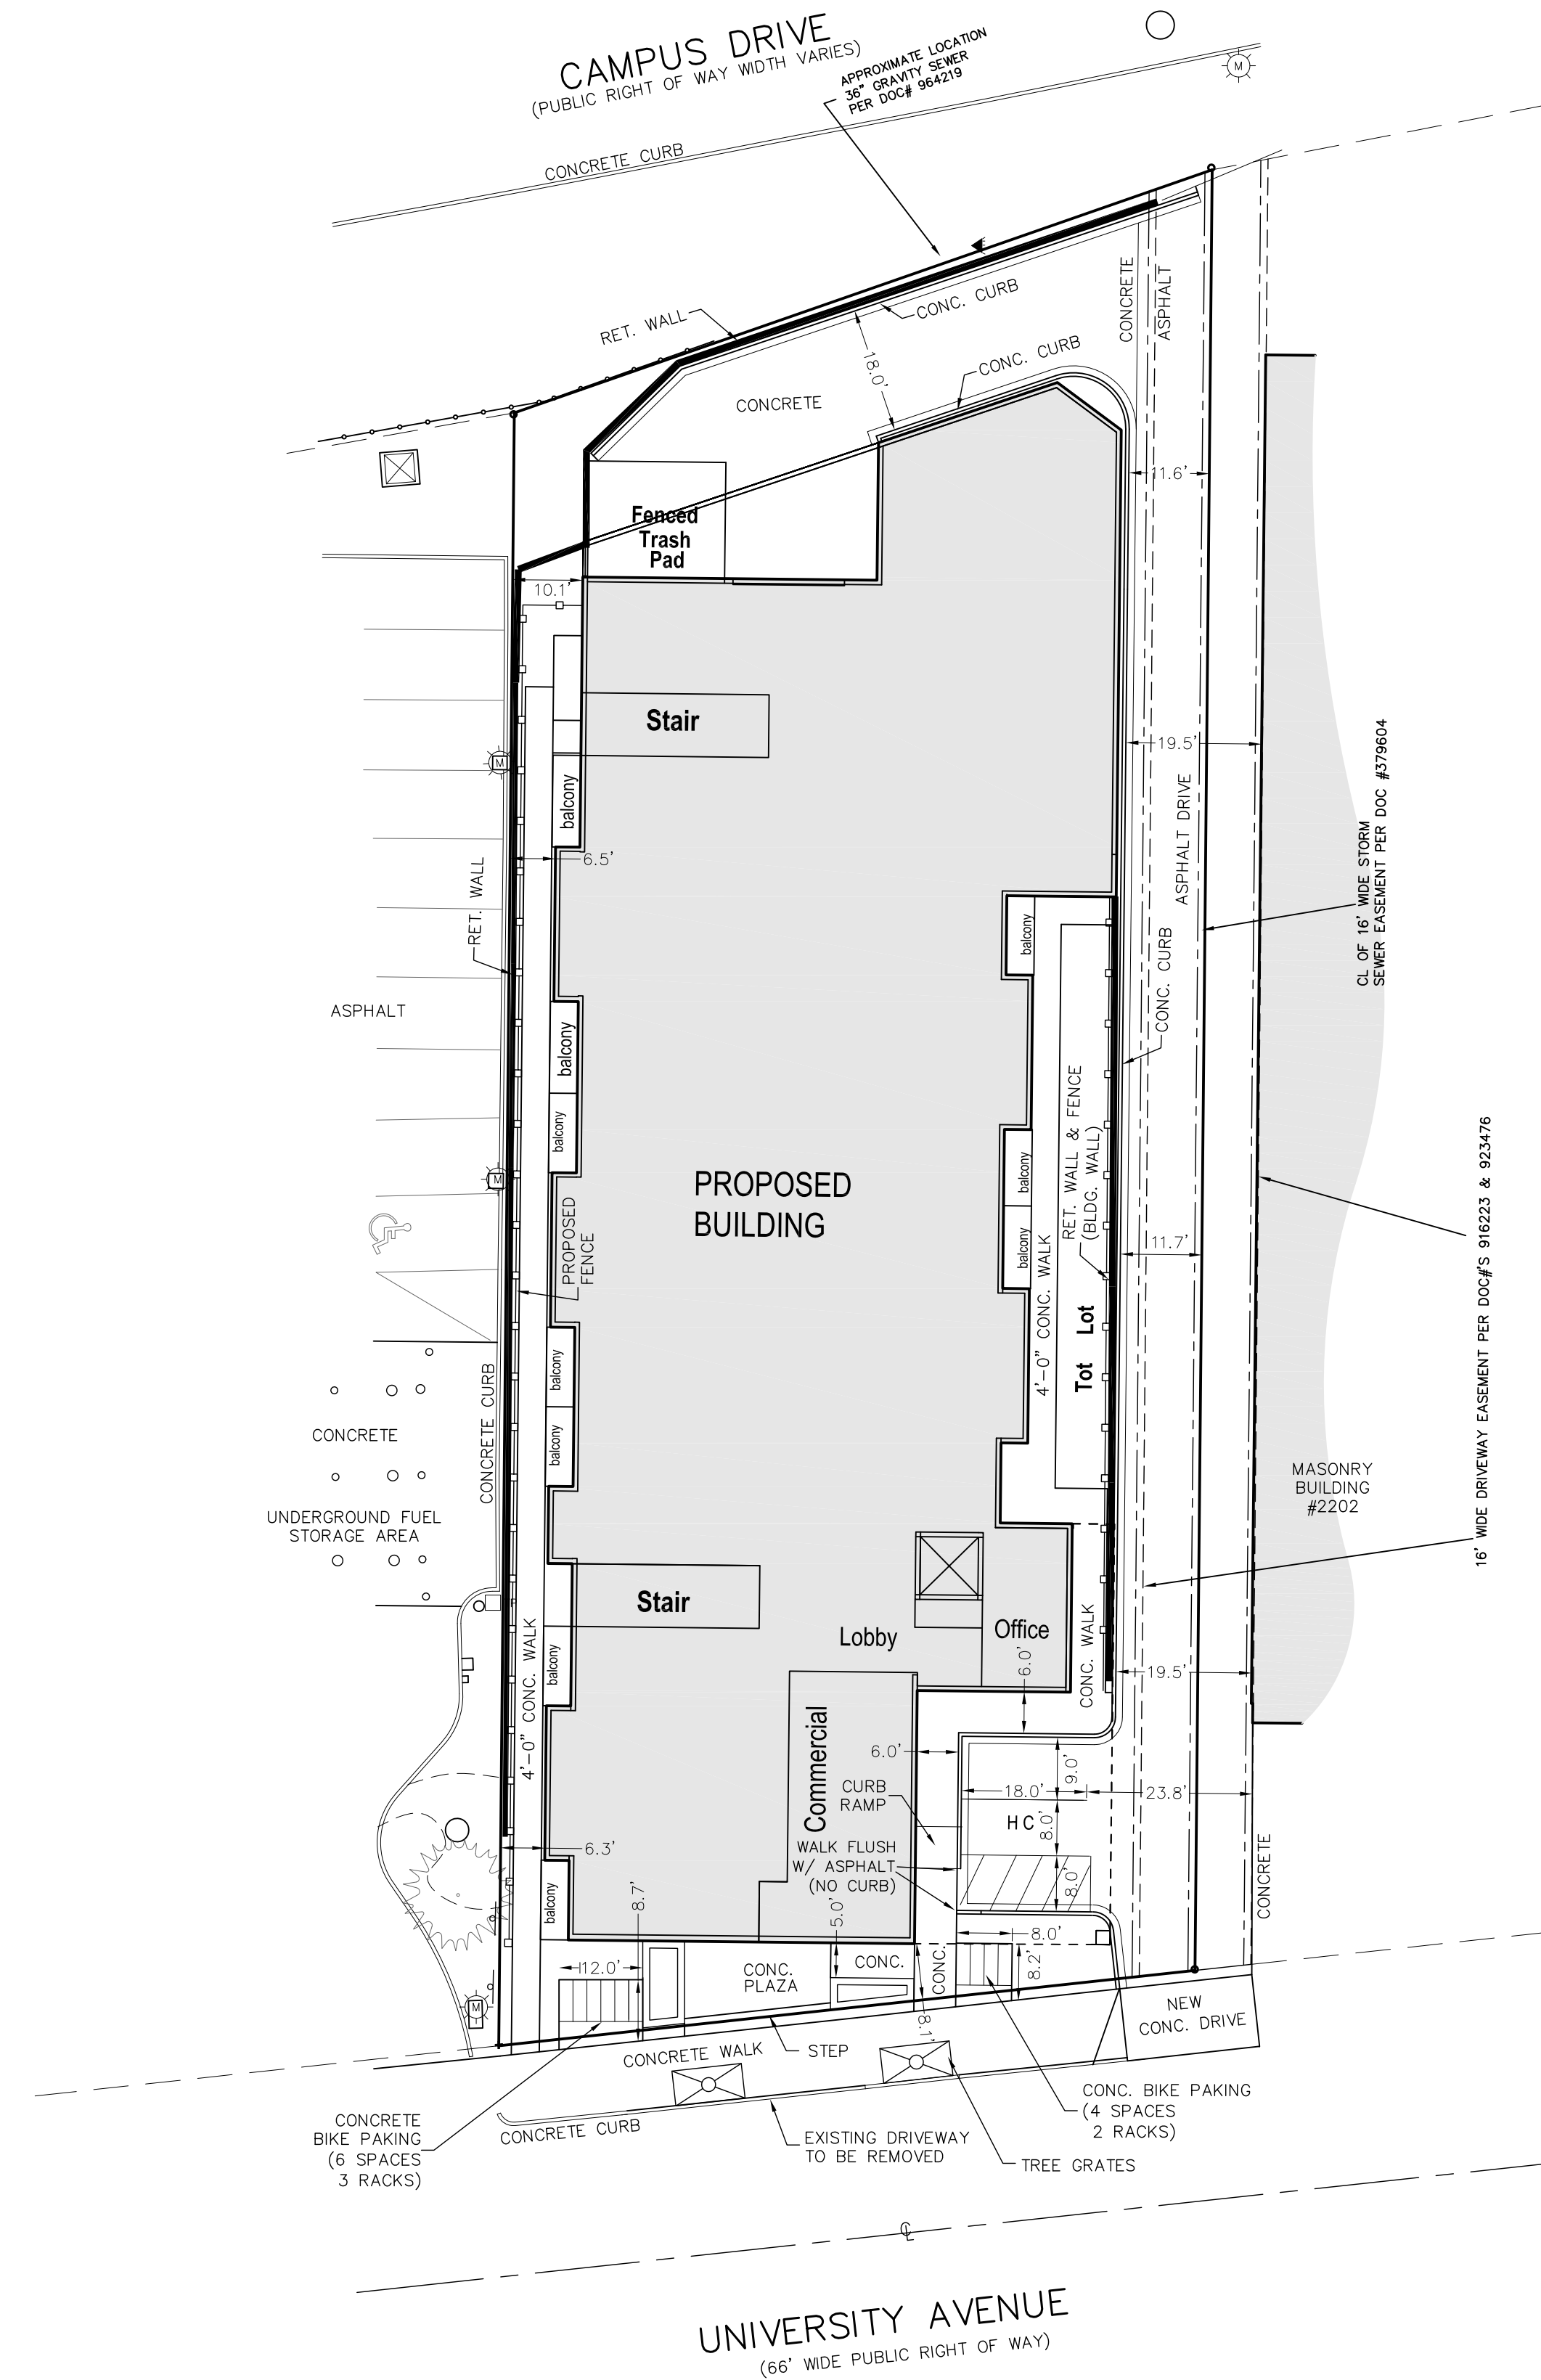 CAMPUS DRIVE
(PUBLIC RIGHT OF WAY WIDTH VARIES)
APPROXIMATE LOCATION
36" GRAVITY SEWER
PER DOC# 964219
M
CONCRETE CURB
RET. WALL
CONC. CURB
CONCRETE
ASPHALT
18.0'
CONC. CURB
CONCRETE
11.6'
Fenced
Trash
Pad
10.1'
Stair
19.5'
M
balcony
ASPHALT DRIVE
CL OF 16' WIDE STORM
SEWER EASEMENT PER DOC #379604
6.5'
RET. WALL
balcony
CONC. CURB
ASPHALT
balcony
balcony
RET. WALL & FENCE
(BLDG. WALL)
16' WIDE DRIVEWAY EASEMENT PER DOC#'S 916223 & 923476
M
PROPOSED
BUILDING
balcony
balcony
PROPOSED
FENCE
11.7'
4'-0" CONC. WALK
Tot Lot
balcony
balcony
CONCRETE CURB
CONCRETE
MASONRY
BUILDING
#2202
UNDERGROUND FUEL
STORAGE AREA
Stair
Lobby
Office
CONC. WALK
6.0'
19.5'
4'-0" CONC. WALK
balcony
Commercial
6.0'
9.0'
CURB
RAMP
18.0'
23.8'
HC
8.0'
WALK FLUSH
W/ ASPHALT
(NO CURB)
6.3'
8.0'
CONCRETE
balcony
8.7'
5.0'
8.0'
12.0'
CONC.
PLAZA
CONC.
CONC.
8.2'
M
8.1'
NEW
CONC. DRIVE
CONCRETE WALK
STEP
CONCRETE
BIKE PAKING
(6 SPACES
3 RACKS)
CONCRETE CURB
EXISTING DRIVEWAY
TO BE REMOVED
CONC. BIKE PAKING
(4 SPACES
2 RACKS)
TREE GRATES
CL
UNIVERSITY AVENUE
(66' WIDE PUBLIC RIGHT OF WAY)